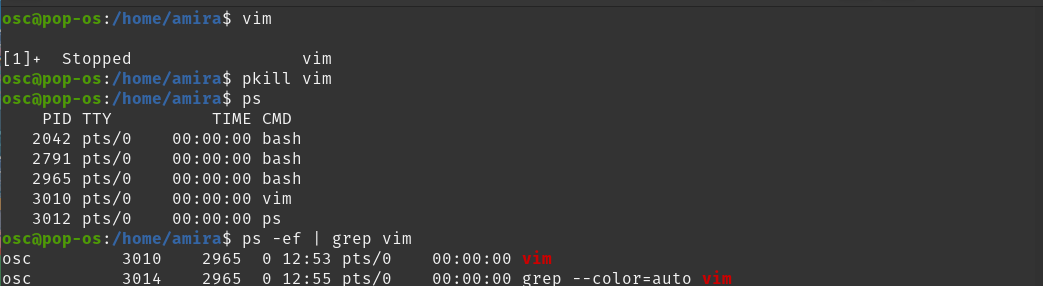 osc@pop-os:/home/amira$ vim
[1]+  Stopped                 vim
osc@pop-os:/home/amira$ pkill vim
osc@pop-os:/home/amira$ ps
    PID TTY          TIME CMD
   2042 pts/0    00:00:00 bash
   2791 pts/0    00:00:00 bash
   2965 pts/0    00:00:00 bash
   3010 pts/0    00:00:00 vim
   3012 pts/0    00:00:00 ps
osc@pop-os:/home/amira$ ps -ef | grep vim
osc         3010    2965  0 12:53 pts/0    00:00:00 vim
osc         3014    2965  0 12:55 pts/0    00:00:00 grep --color=auto vim